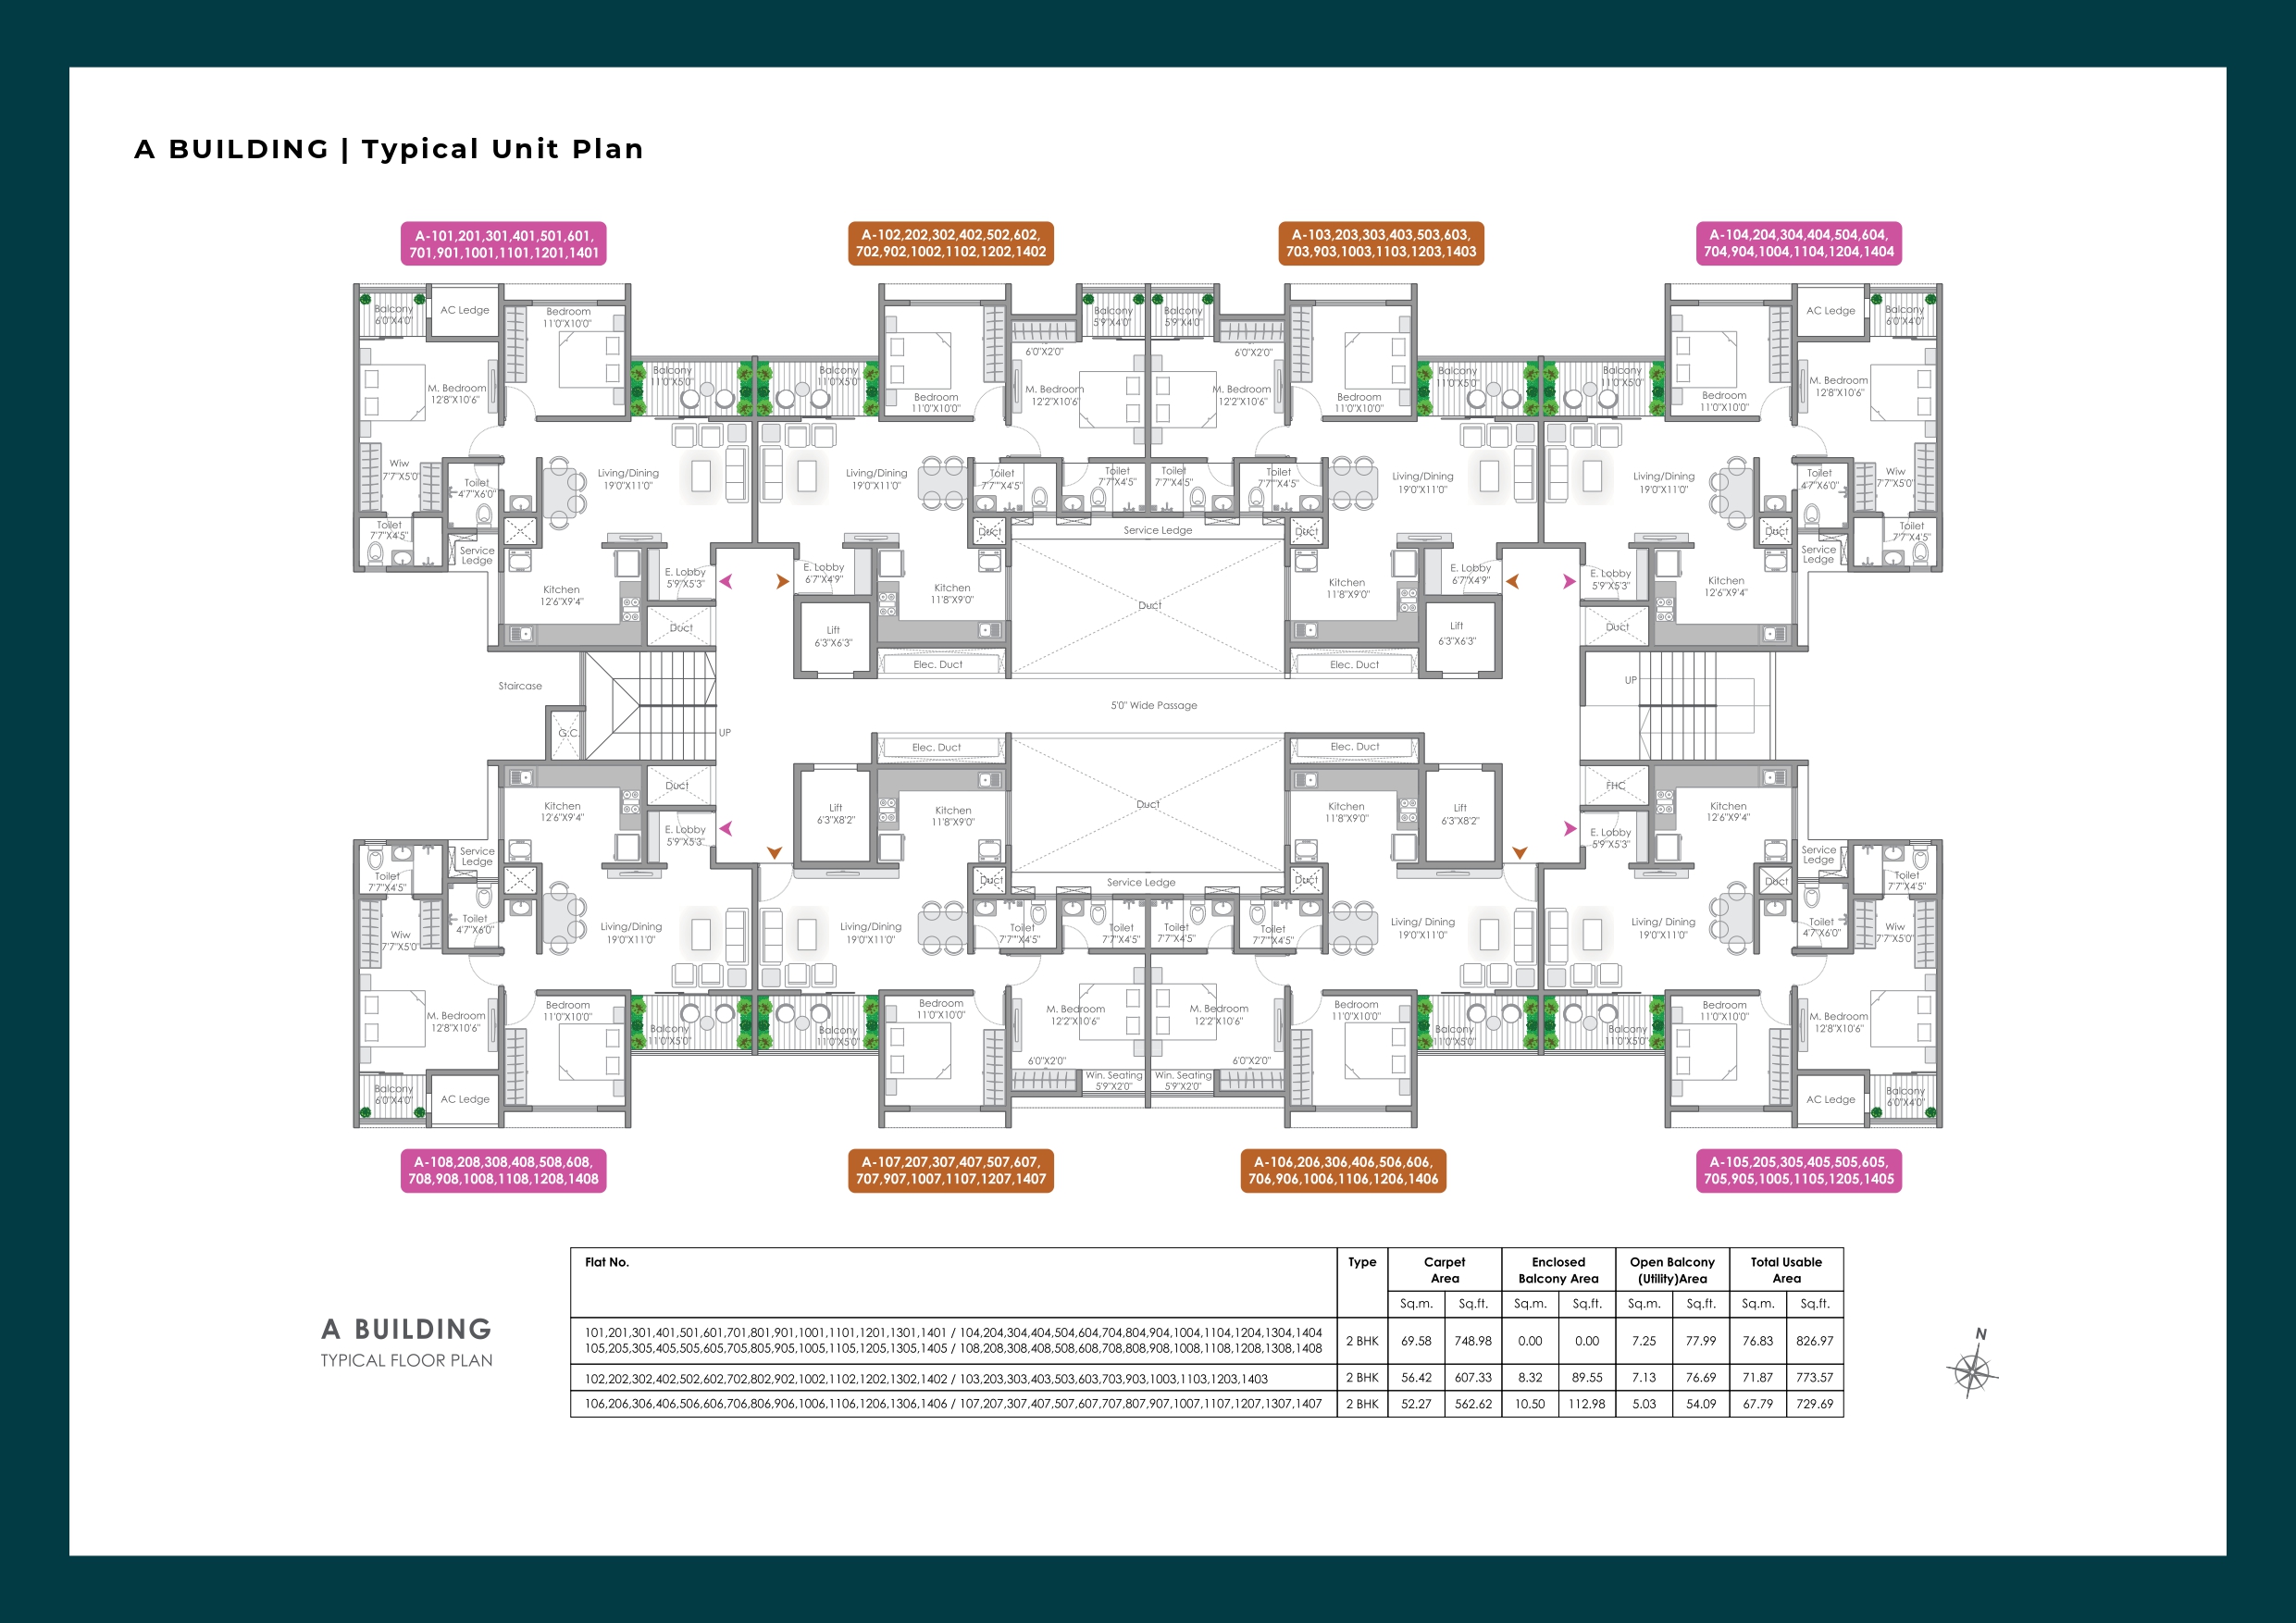 A BUILDING | Typical Unit Plan
A-101,201,301,401,501,601,
701,901,1001,1101,1201,1401
A-102,202,302,402,502,602,
702,902,1002,1102,1202,1402
A-103,203,303,403,503,603,
703,903,1003,1103,1203,1403
A-104,204,304,404,504,604,
704,904,1004,1104,1204,1404
Balcony
6'0"X4'0"
AC Ledge
Bedroom
11'0"X10'0"
M. Bedroom
12'8"X10'6"
Balcony
11'0"X5'0"
Wiw
7'7"X5'0"
Toilet
4'7"X6'0"
Toilet
7'7"X4'5"
Service
Ledge
Living/Dining
19'0"X11'0"
Kitchen
12'6"X9'4"
E. Lobby
5'9"X5'3"
Duct
Balcony
11'0"X5'0"
Bedroom
11'0"X10'0"
6'0"X2'0"
Balcony
5'9"X4'0"
M. Bedroom
12'2"X10'6"
Living/Dining
19'0"X11'0"
Toilet
7'7"X4'5"
Toilet
7'7"X4'5"
Duct
E. Lobby
6'7"X4'9"
Kitchen
11'8"X9'0"
Lift
6'3"X6'3"
Elec. Duct
Service Ledge
Duct
Balcony
5'9"X4'0"
6'0"X2'0"
M. Bedroom
12'2"X10'6"
Bedroom
11'0"X10'0"
Balcony
11'0"X5'0"
Toilet
7'7"X4'5"
Toilet
7'7"X4'5"
Duct
Living/Dining
19'0"X11'0"
Kitchen
11'8"X9'0"
E. Lobby
6'7"X4'9"
Lift
6'3"X6'3"
Elec. Duct
Balcony
11'0"X5'0"
Bedroom
11'0"X10'0"
AC Ledge
Balcony
6'0"X4'0"
M. Bedroom
12'8"X10'6"
Living/Dining
19'0"X11'0"
Toilet
4'7"X6'0"
Wiw
7'7"X5'0"
Toilet
7'7"X4'5"
Duct
Service
Ledge
E. Lobby
5'9"X5'3"
Kitchen
12'6"X9'4"
Duct
Staircase
G.C.
UP
5'0" Wide Passage
UP
Kitchen
12'6"X9'4"
Duct
E. Lobby
5'9"X5'3"
Service
Ledge
Toilet
7'7"X4'5"
Toilet
4'7"X6'0"
Wiw
7'7"X5'0"
Living/Dining
19'0"X11'0"
M. Bedroom
12'8"X10'6"
Bedroom
11'0"X10'0"
Balcony
11'0"X5'0"
Balcony
6'0"X4'0"
AC Ledge
Elec. Duct
Lift
6'3"X8'2"
Kitchen
11'8"X9'0"
Duct
Duct
Service Ledge
Living/Dining
19'0"X11'0"
Toilet
7'7"X4'5"
Toilet
7'7"X4'5"
Balcony
11'0"X5'0"
Bedroom
11'0"X10'0"
M. Bedroom
12'2"X10'6"
6'0"X2'0"
Win. Seating
5'9"X2'0"
Elec. Duct
Kitchen
11'8"X9'0"
Lift
6'3"X8'2"
Duct
Toilet
7'7"X4'5"
Toilet
7'7"X4'5"
Living/ Dining
19'0"X11'0"
M. Bedroom
12'2"X10'6"
6'0"X2'0"
Win. Seating
5'9"X2'0"
Bedroom
11'0"X10'0"
Balcony
11'0"X5'0"
FHC
Kitchen
12'6"X9'4"
E. Lobby
5'9"X5'3"
Service
Ledge
Duct
Toilet
7'7"X4'5"
Toilet
4'7"X6'0"
Wiw
7'7"X5'0"
Living/ Dining
19'0"X11'0"
Balcony
11'0"X5'0"
Bedroom
11'0"X10'0"
M. Bedroom
12'8"X10'6"
AC Ledge
Balcony
6'0"X4'0"
A-108,208,308,408,508,608,
708,908,1008,1108,1208,1408
A-107,207,307,407,507,607,
707,907,1007,1107,1207,1407
A-106,206,306,406,506,606,
706,906,1006,1106,1206,1406
A-105,205,305,405,505,605,
705,905,1005,1105,1205,1405
A BUILDING
TYPICAL FLOOR PLAN
Flat No. Type Carpet Area Enclosed Balcony Area Open Balcony (Utility)Area Total Usable Area
Sq.m. Sq.ft. Sq.m. Sq.ft. Sq.m. Sq.ft. Sq.m. Sq.ft.
101,201,301,401,501,601,701,801,901,1001,1101,1201,1301,1401 / 104,204,304,404,504,604,704,804,904,1004,1104,1204,1304,1404
105,205,305,405,505,605,705,805,905,1005,1105,1205,1305,1405 / 108,208,308,408,508,608,708,808,908,1008,1108,1208,1308,1408
2 BHK 69.58 748.98 0.00 0.00 7.25 77.99 76.83 826.97
102,202,302,402,502,602,702,802,902,1002,1102,1202,1302,1402 / 103,203,303,403,503,603,703,903,1003,1103,1203,1403 2 BHK 56.42 607.33 8.32 89.55 7.13 76.69 71.87 773.57
106,206,306,406,506,606,706,806,906,1006,1106,1206,1306,1406 / 107,207,307,407,507,607,707,807,907,1007,1107,1207,1307,1407 2 BHK 52.27 562.62 10.50 112.98 5.03 54.09 67.79 729.69
N